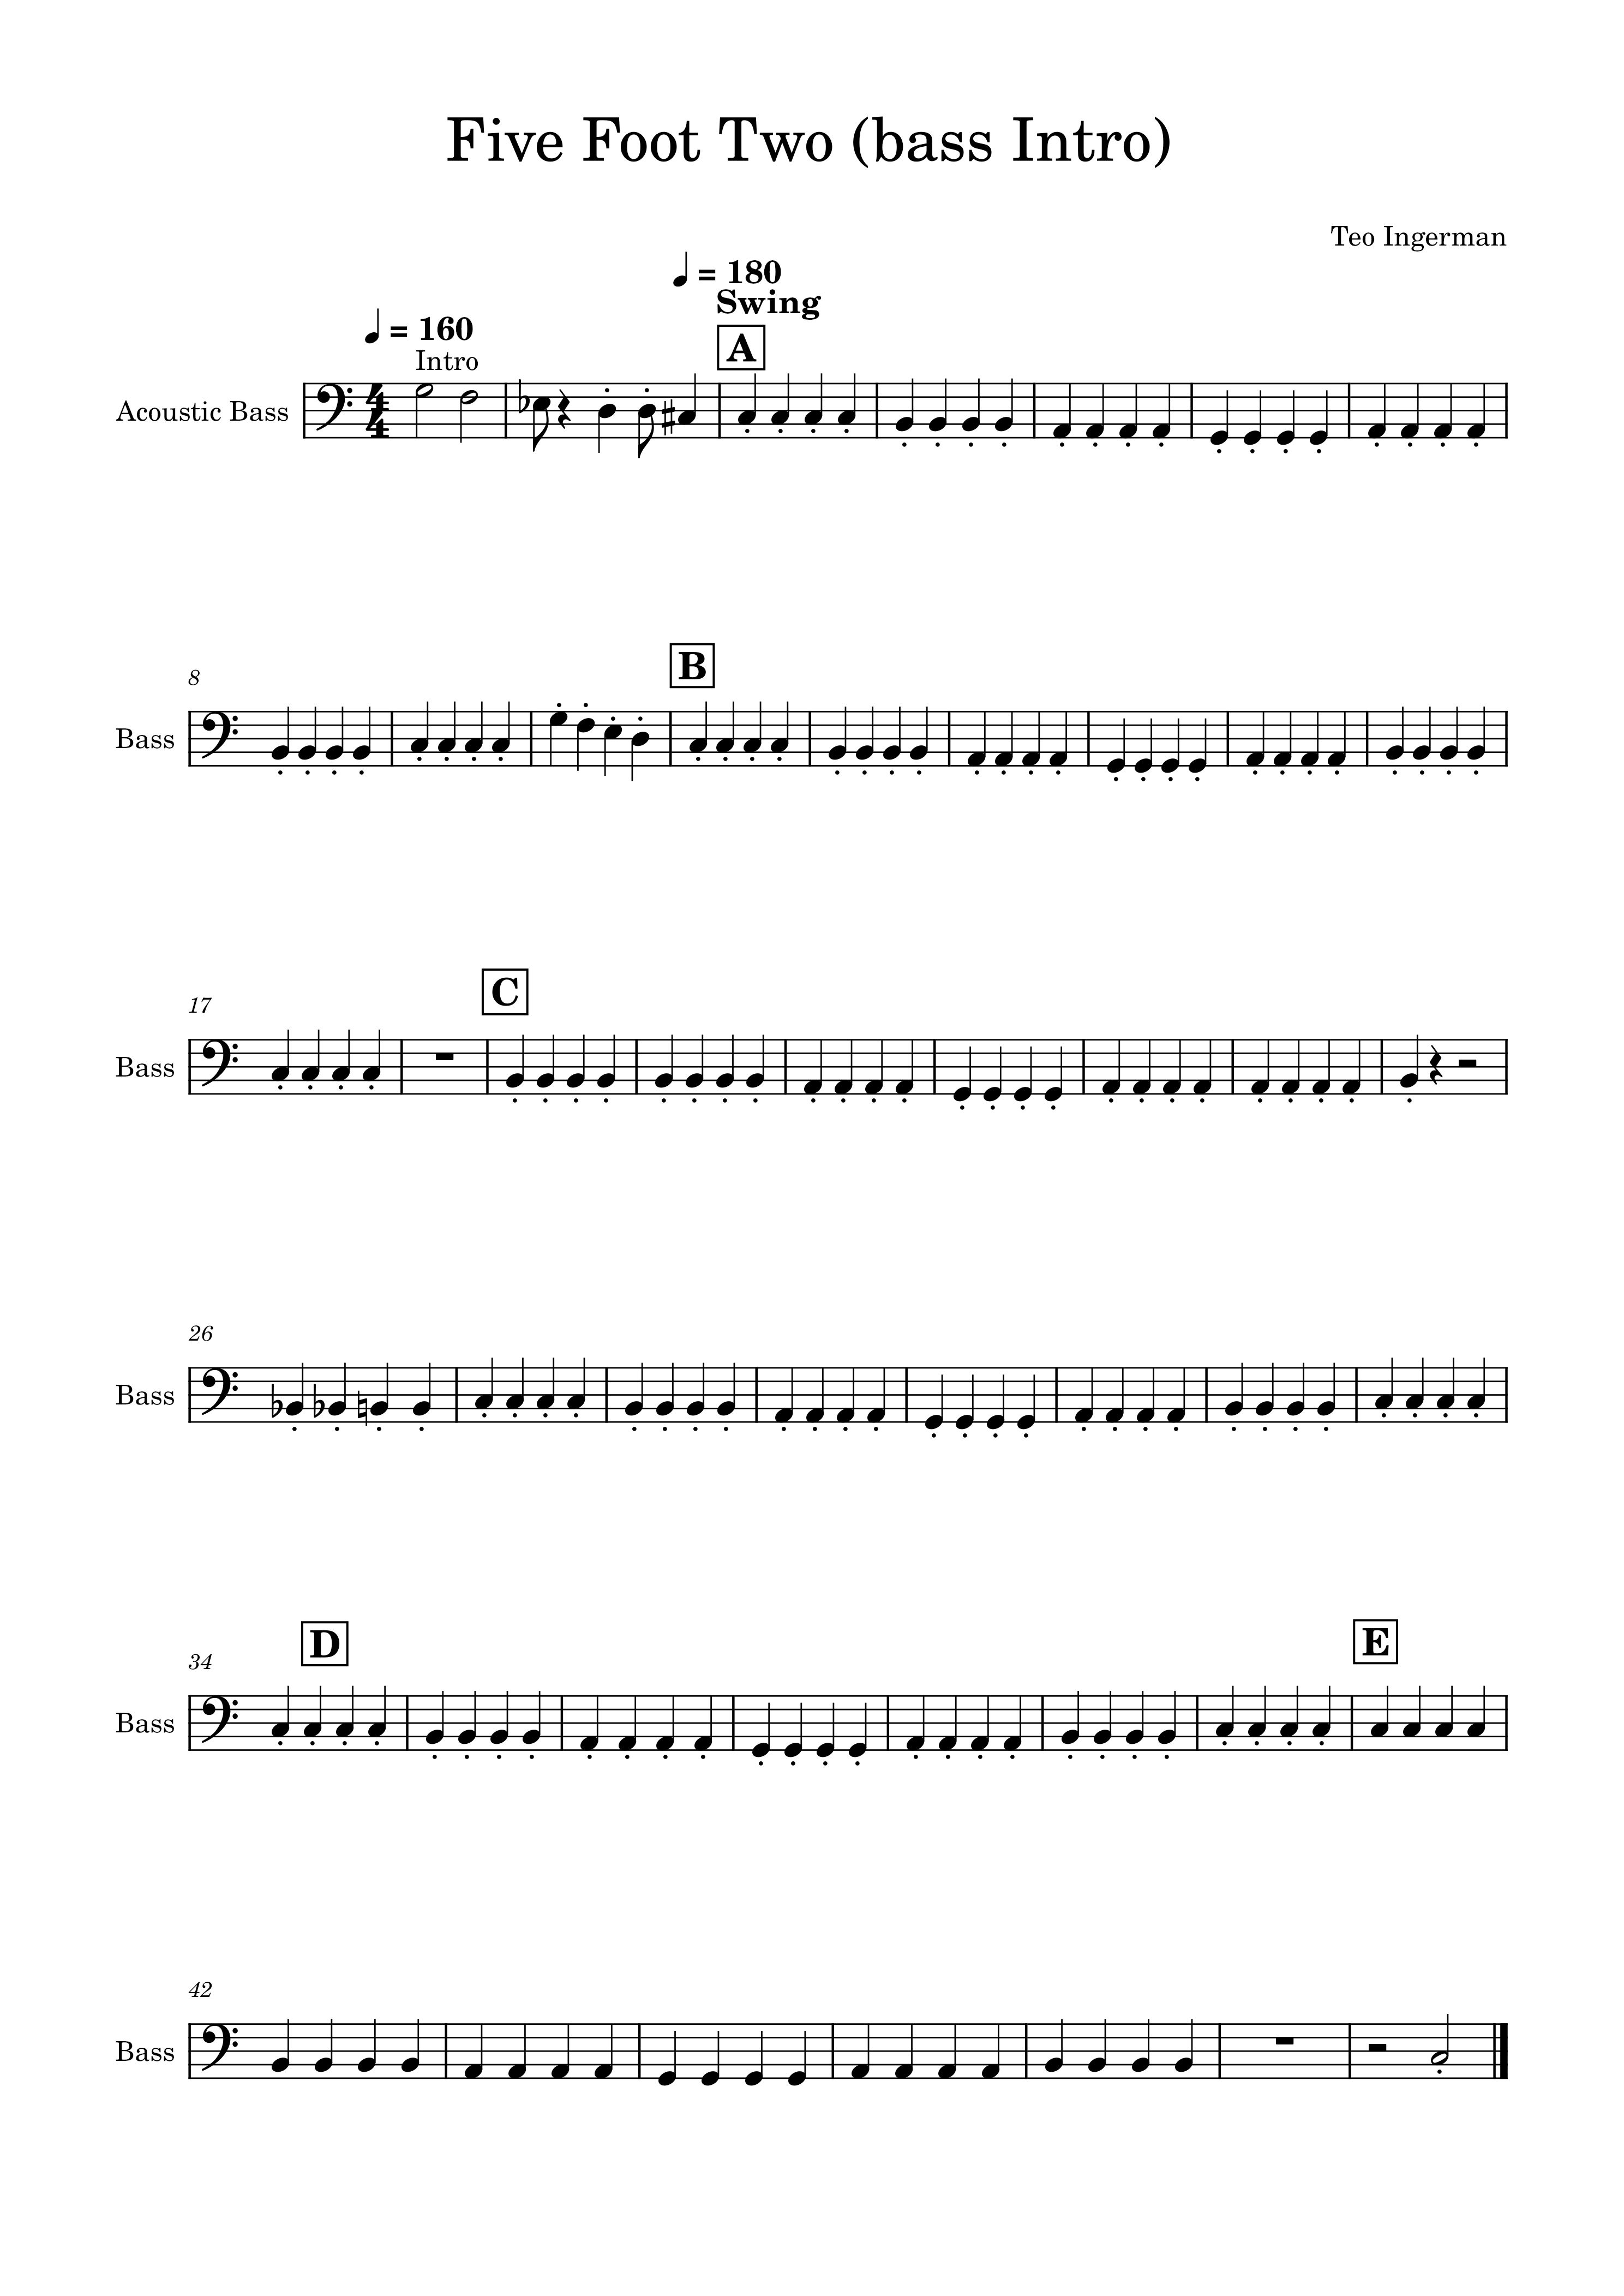 Five Foot Two (bass Intro)
Teo Ingerman
= 180
Swing
= 160
Intro
A
Acoustic Bass
4
4
8
B
Bass
17
C
Bass
26
Bass
34
D
E
Bass
42
Bass